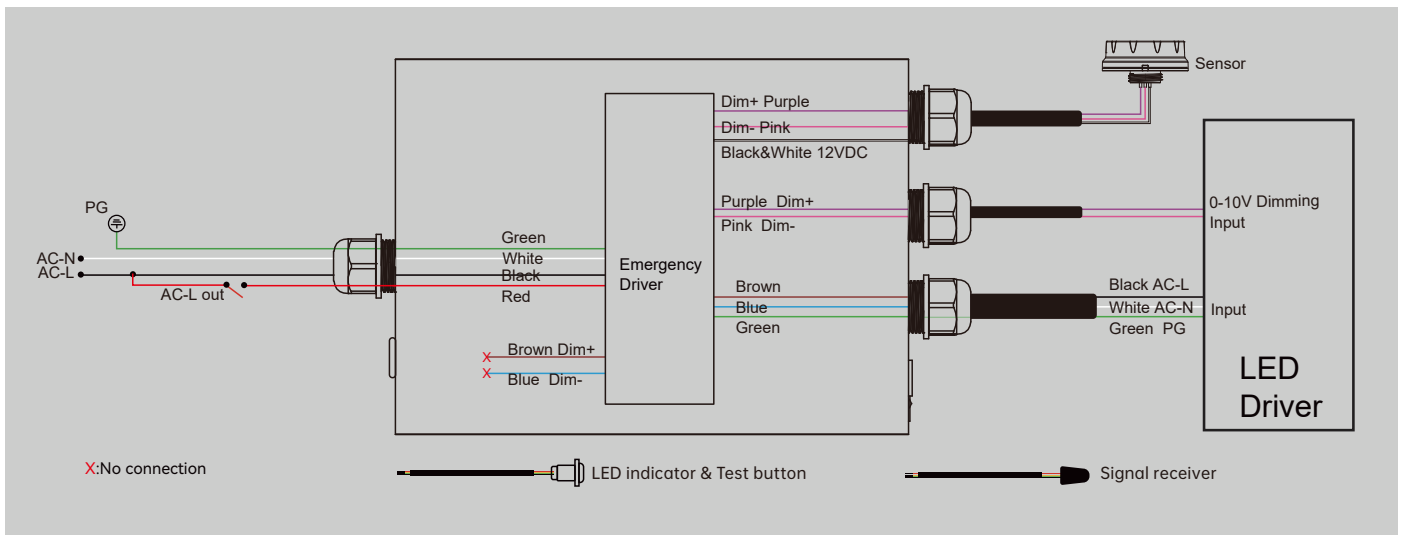 Sensor
Dim+ Purple
Dim- Pink
Black&White 12VDC
Purple Dim+
Pink Dim-
0-10V Dimming
Input
PG
AC-N
AC-L
AC-L out
Green
White
Black
Red
Emergency
Driver
Brown
Blue
Green
Black AC-L
White AC-N
Green PG
Input
Brown Dim+
Blue Dim-
X
X
LED
Driver
X:No connection
LED indicator & Test button
Signal receiver